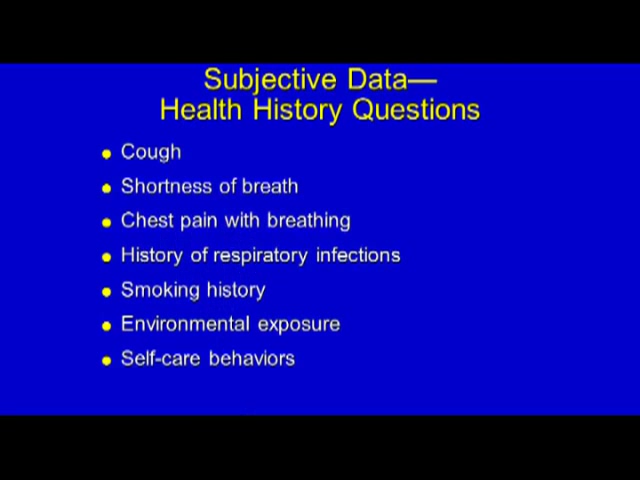 Subjective Data—
Health History Questions
• Cough
• Shortness of breath
• Chest pain with breathing
• History of respiratory infections
• Smoking history
• Environmental exposure
• Self-care behaviors